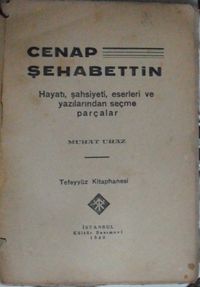 CENAP
ŞEHABETTİN
Hayatı, şahsiyeti, eserleri ve
yazılarından seçme
parçalar
MURAT URAZ
Tefeyyüz Kitaphanesi
İSTANBUL
Kültür Basımevi